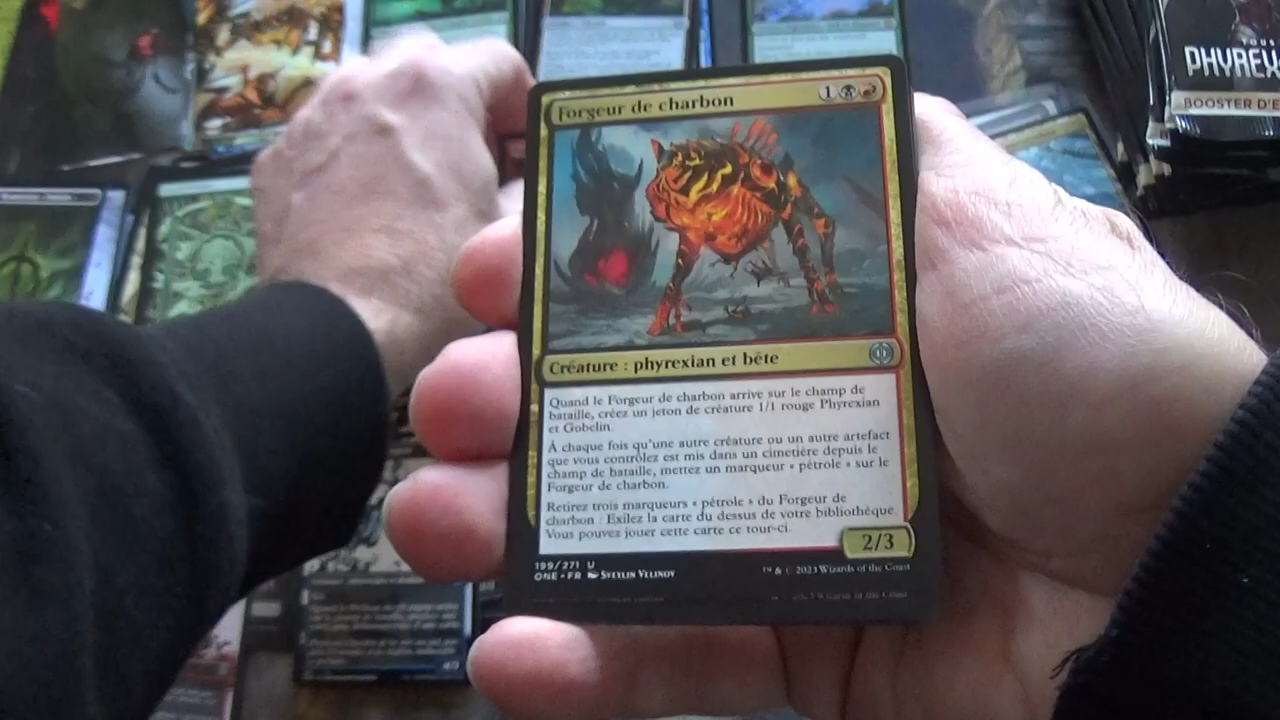 Forgeur de charbon
1
Créature : phyrexian et bête
Quand le Forgeur de charbon arrive sur le champ de
bataille, créez un jeton de créature 1/1 rouge Phyrexian
et Gobelin.
À chaque fois qu'une autre créature ou un autre artefact
que vous contrôlez est mis dans un cimetière depuis le
champ de bataille, mettez un marqueur « pétrole » sur le
Forgeur de charbon.
Retirez trois marqueurs « pétrole » du Forgeur de
charbon : Exilez la carte du dessus de votre bibliothèque.
Vous pouvez jouer cette carte ce tour-ci.
2/3
199/271 U
ONE • FR Svetlin Velinov
™ & © 2023 Wizards of the Coast
TOUS
PHYREX
BOOSTER D'E